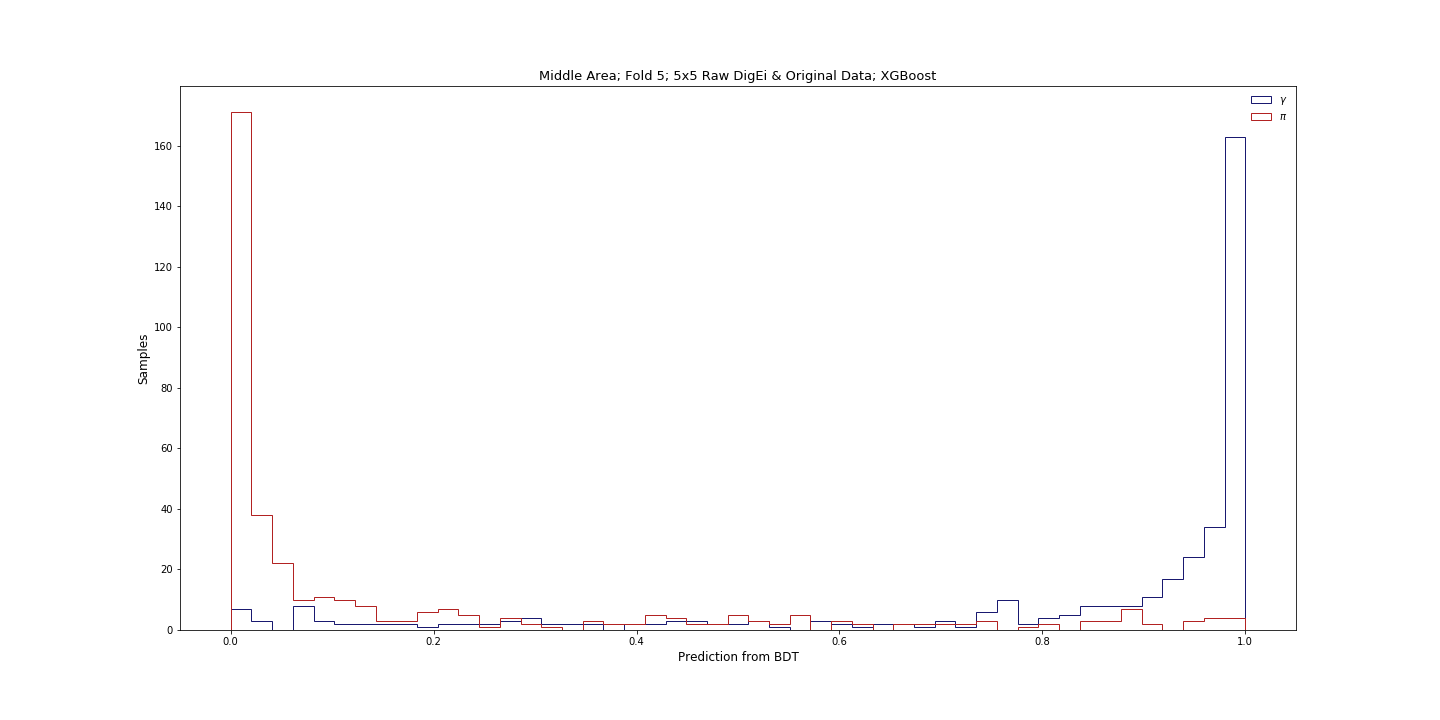 Middle Area; Fold 5; 5x5 Raw DigEi & Original Data; XGBoost
γ
π
160
140
120
100
80
60
40
20
0
Samples
0.0 0.2 0.4 0.6 0.8 1.0
Prediction from BDT